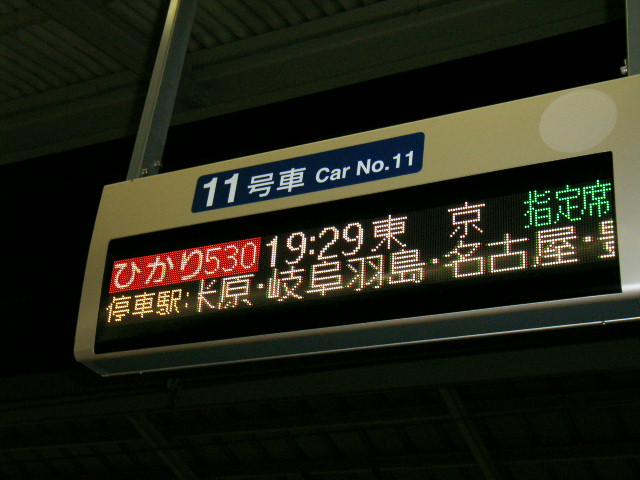 11号車 Car No.11
ひかり530 19:29 東 京 指定席
停車駅:米原・岐阜羽島・名古屋・